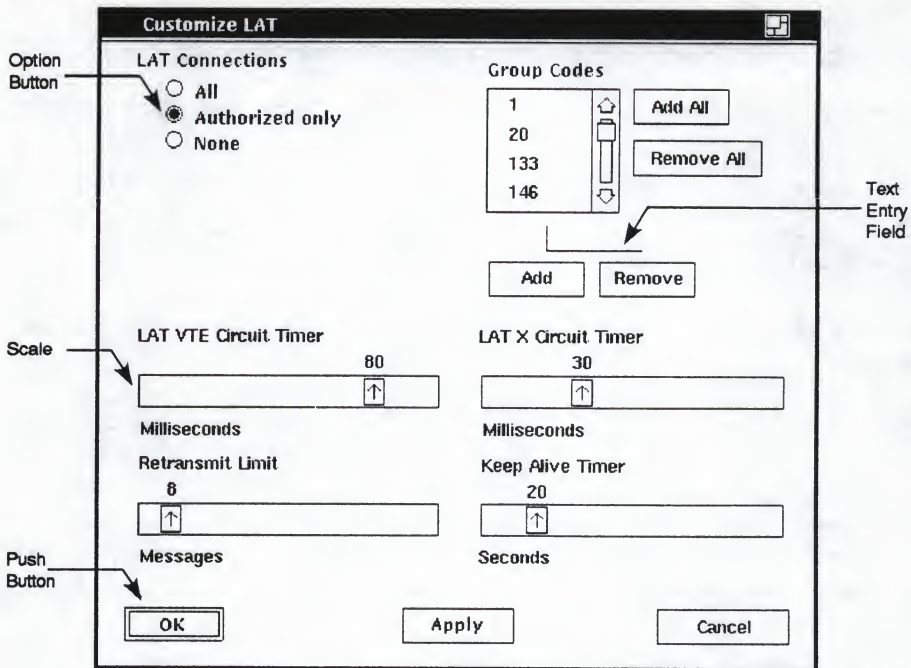 Customize LAT
Option
Button
LAT Connections
All
Authorized only
None
Group Codes
1
20
133
146
Add All
Remove All
Text
Entry
Field
Add
Remove
LAT VTE Circuit Timer
80
Milliseconds
LAT X Circuit Timer
30
Milliseconds
Scale
Retransmit Limit
8
Messages
Keep Alive Timer
20
Seconds
Push
Button
OK
Apply
Cancel